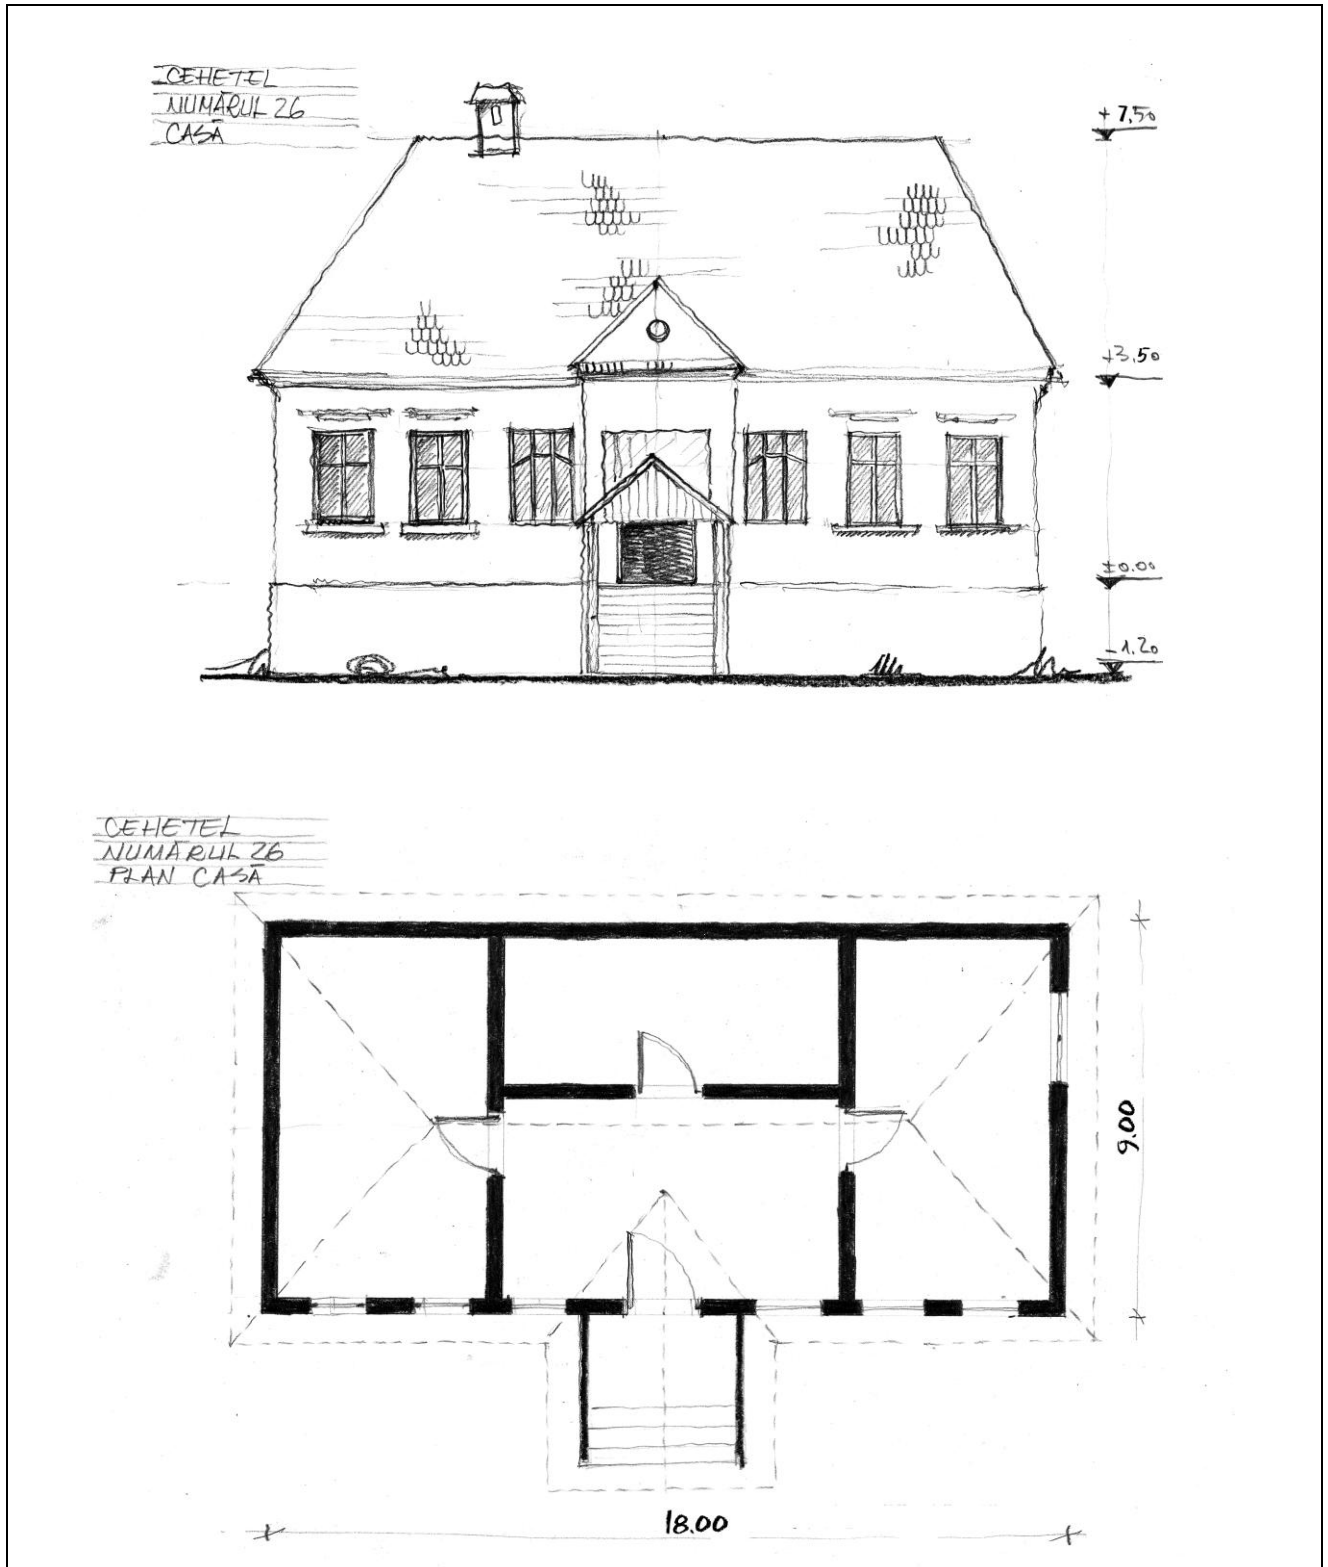 CEHETEL
NUMĂRUL 26
CASĂ
+7,50
+3,50
±0.00
-1,20
CEHETEL
NUMĂRUL 26
PLAN CASĂ
9.00
18.00